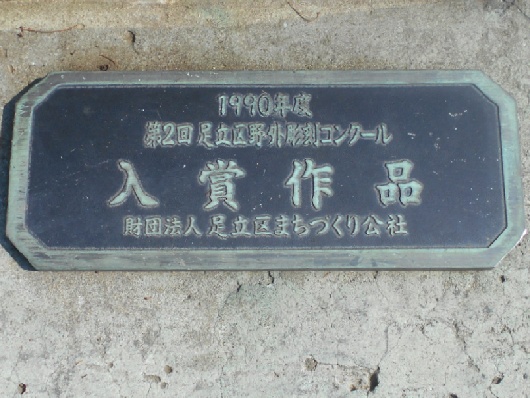 1990年度
第2回 足立区野外彫刻コンクール
入賞作品
財団法人 足立区まちづくり公社